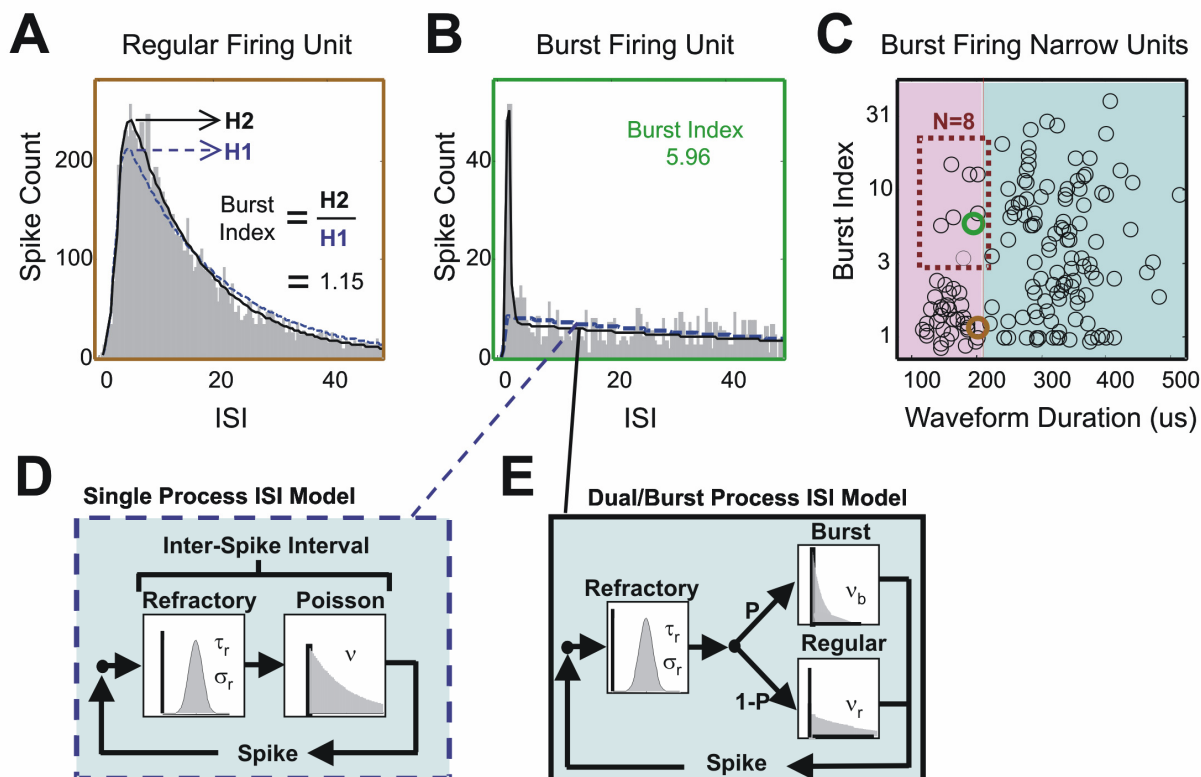 A
Regular Firing Unit
Spike Count
200
100
0
H2
H1
Burst Index = H2 / H1
= 1.15
0 20 40
ISI
B
Burst Firing Unit
Spike Count
40
20
0
Burst Index
5.96
0 20 40
ISI
C
Burst Firing Narrow Units
Burst Index
31
10
3
1
N=8
100 200 300 400 500
Waveform Duration (us)
D
Single Process ISI Model
Inter-Spike Interval
Refractory Poisson
τr
σr
ν
Spike
E
Dual/Burst Process ISI Model
Burst
Refractory
νb
P
τr
σr
Regular
1-P
νr
Spike